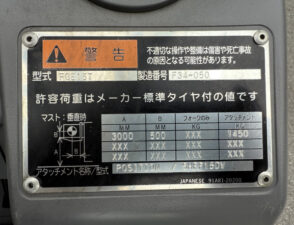 警告
不適切な操作や整備は傷害や死亡事故
の原因となる可能性があります。
型式
製造番号 F34-050
許容荷重はメーカー標準タイヤ付の値です
マスト:垂直時
A B フォークのみ アタッチメント
MM MM KG
3000 500 XXX 1450
XXX XXX XXX XXX
XXX XXX XXX XXX
アタッチメント名称/型式
JAPANESE